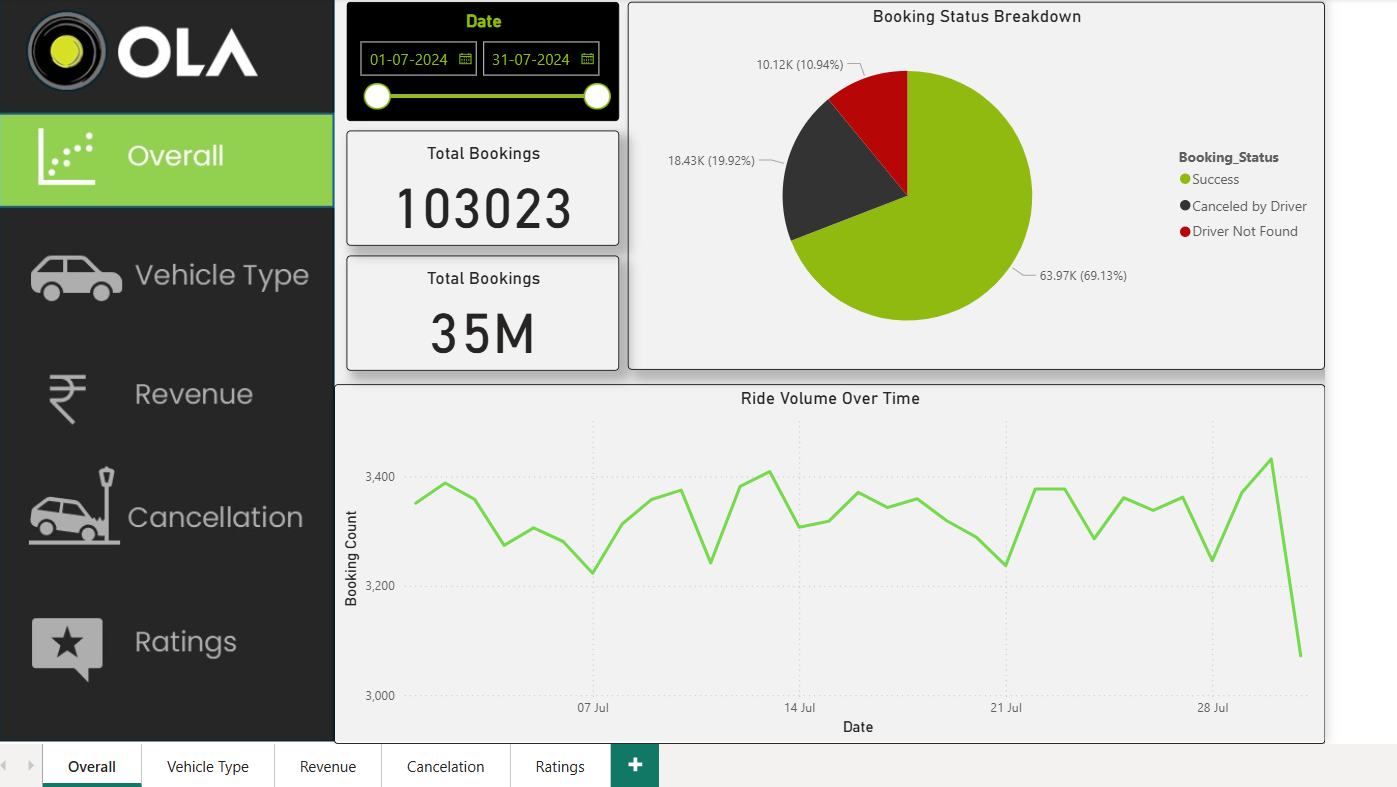 OLA
Overall
Vehicle Type
Revenue
Cancellation
Ratings
Date
01-07-2024
31-07-2024
Total Bookings
103023
Total Bookings
35M
Booking Status Breakdown
10.12K (10.94%)
18.43K (19.92%)
63.97K (69.13%)
Booking_Status
Success
Canceled by Driver
Driver Not Found
Ride Volume Over Time
Booking Count
3,400
3,200
3,000
07 Jul 14 Jul 21 Jul 28 Jul
Date
Overall Vehicle Type Revenue Cancelation Ratings +